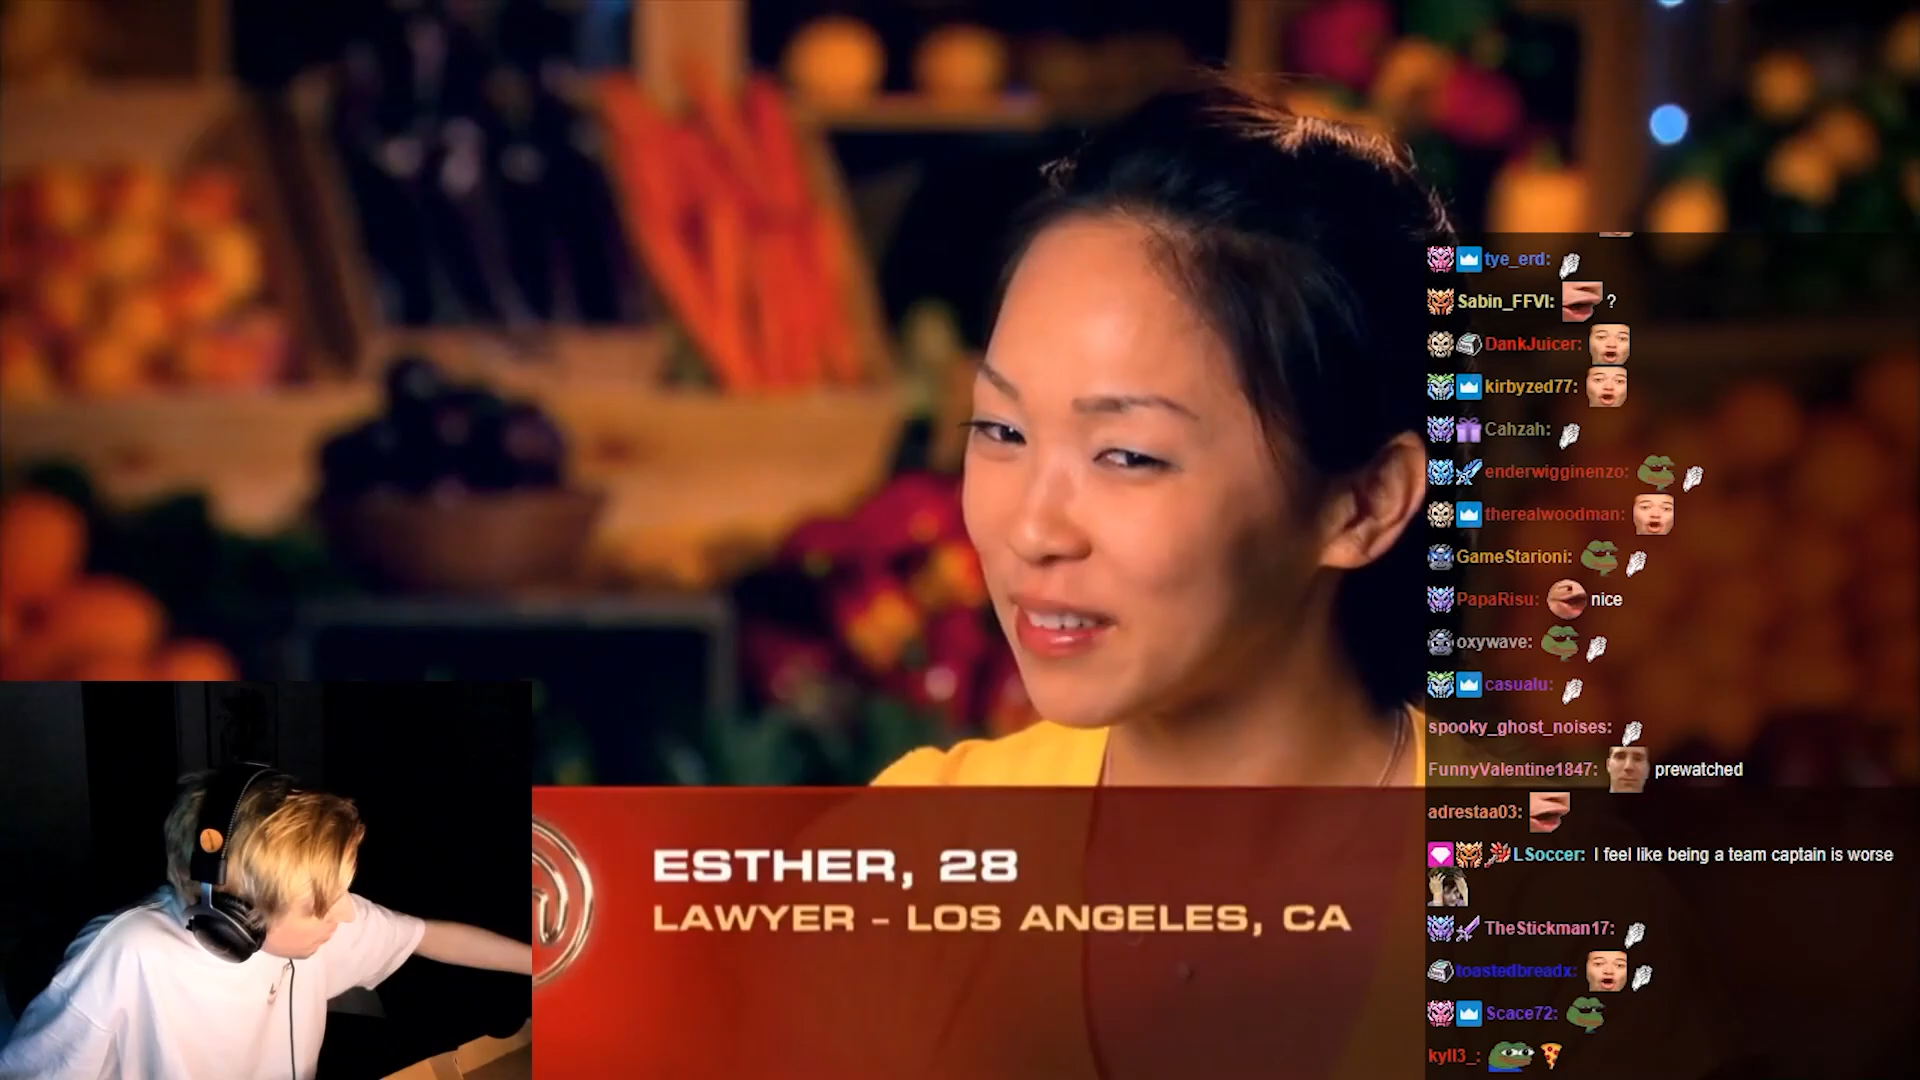 tye_erd:
Sabin_FFVI: ?
DankJuicer:
kirbyzed77:
Cahzah:
enderwigginenzo:
therealwoodman:
GameStarioni:
PapaRisu: nice
oxywave:
casualu:
spooky_ghost_noises:
FunnyValentine1847: prewatched
adrestaa03:
LSoccer: I feel like being a team captain is worse
TheStickman17:
toastedbreadx:
Scace72:
kyll3_:
ESTHER, 28
LAWYER - LOS ANGELES, CA